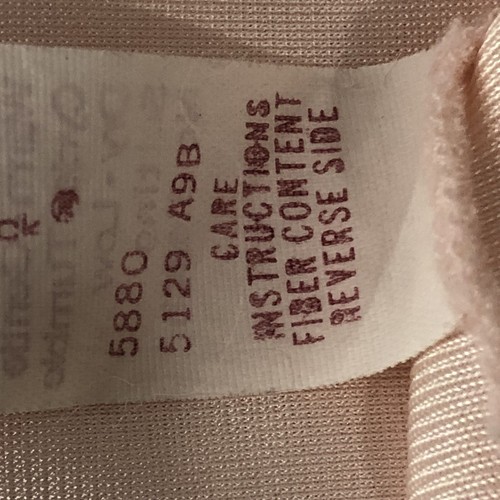 5880
5129 A9B
CARE
INSTRUCTIONS
FIBER CONTENT
REVERSE SIDE